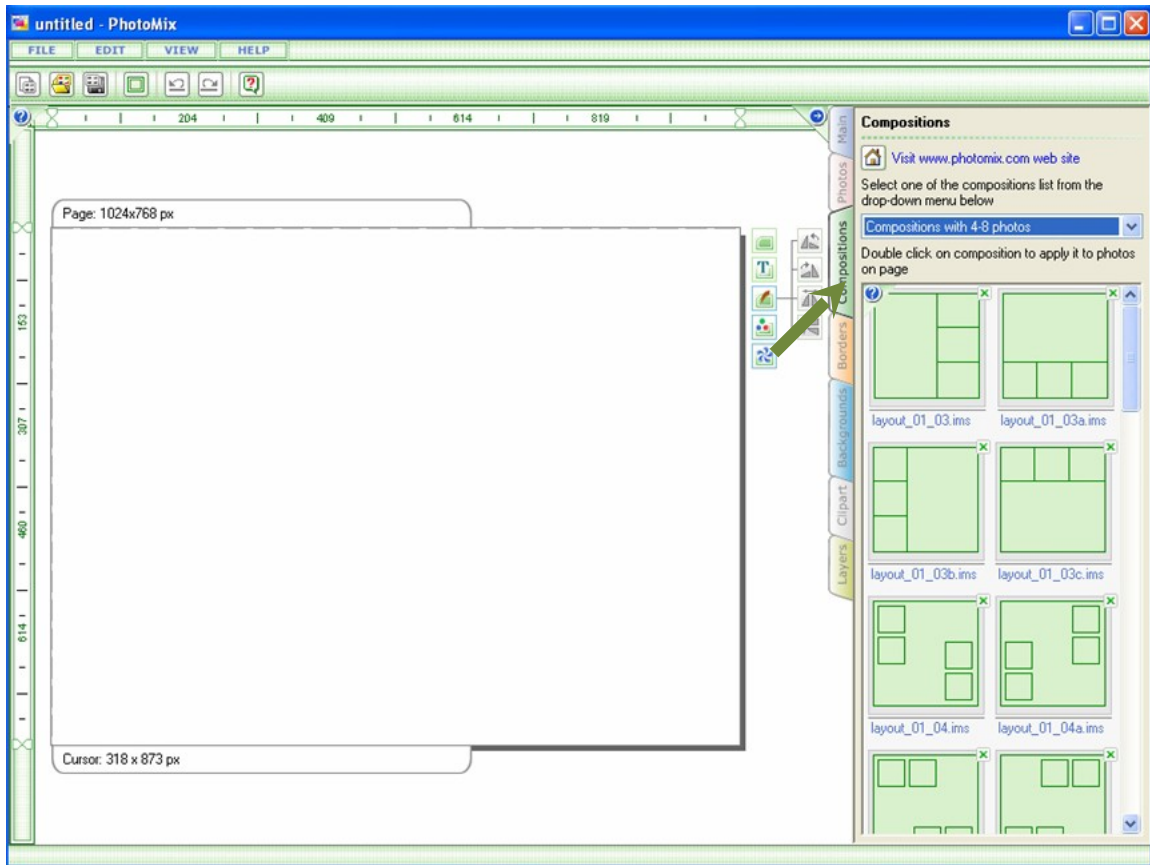 untitled - PhotoMix
FILE EDIT VIEW HELP
204 409 614 819
Page: 1024x768 px
153
307
460
614
Cursor: 318 x 873 px
Main
Photos
Compositions
Borders
Backgrounds
Clipart
Layers
Compositions
Visit www.photomix.com web site
Select one of the compositions list from the
drop-down menu below
Compositions with 4-8 photos
Double click on composition to apply it to photos
on page
layout_01_03.ims layout_01_03a.ims
layout_01_03b.ims layout_01_03c.ims
layout_01_04.ims layout_01_04a.ims